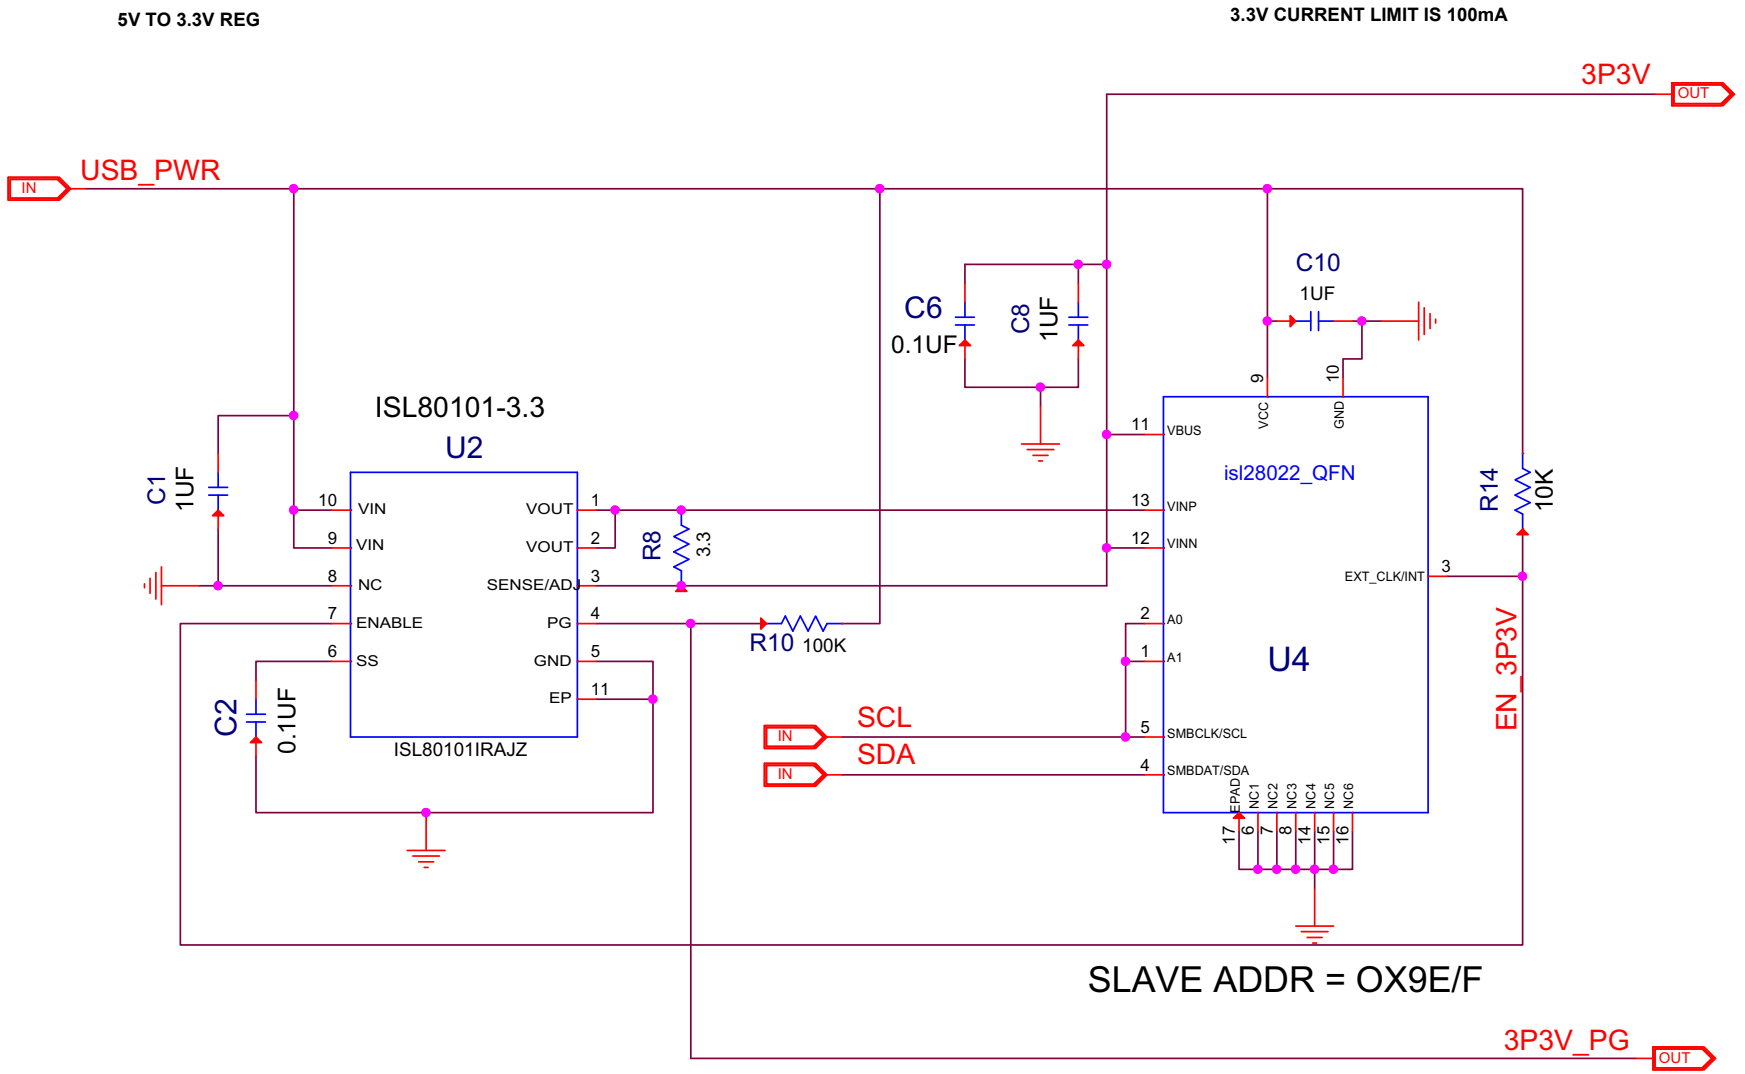 5V TO 3.3V REG
3.3V CURRENT LIMIT IS 100mA
3P3V
OUT
USB_PWR
IN
C10
1UF
C6
0.1UF
C8
1UF
9
10
VCC
GND
ISL80101-3.3
U2
11
VBUS
isl28022_QFN
C1
1UF
R14
10K
10
VIN
VOUT
1
13
VINP
9
VIN
VOUT
2
R8
3.3
12
VINN
8
NC
SENSE/ADJ
3
EXT_CLK/INT
3
7
ENABLE
PG
4
R10
100K
2
A0
6
SS
GND
5
1
A1
U4
EN_3P3V
EP
11
C2
0.1UF
ISL80101IRAJZ
IN
SCL
5
SMBCLK/SCL
IN
SDA
4
SMBDAT/SDA
EPAD
NC1
NC2
NC3
NC4
NC5
NC6
17
6
7
8
14
15
16
SLAVE ADDR = OX9E/F
3P3V_PG
OUT